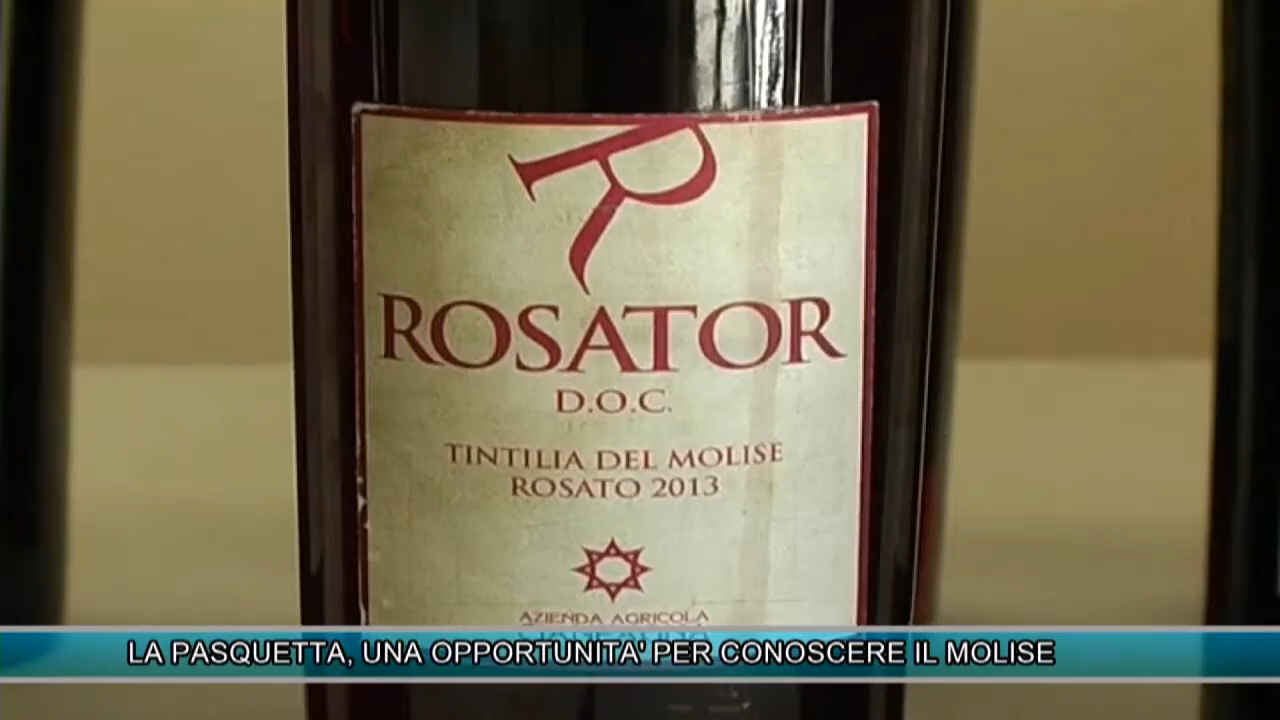 R
ROSATOR
D.O.C.
TINTILIA DEL MOLISE
ROSATO 2013
AZIENDA AGRICOLA
LA PASQUETTA, UNA OPPORTUNITA' PER CONOSCERE IL MOLISE